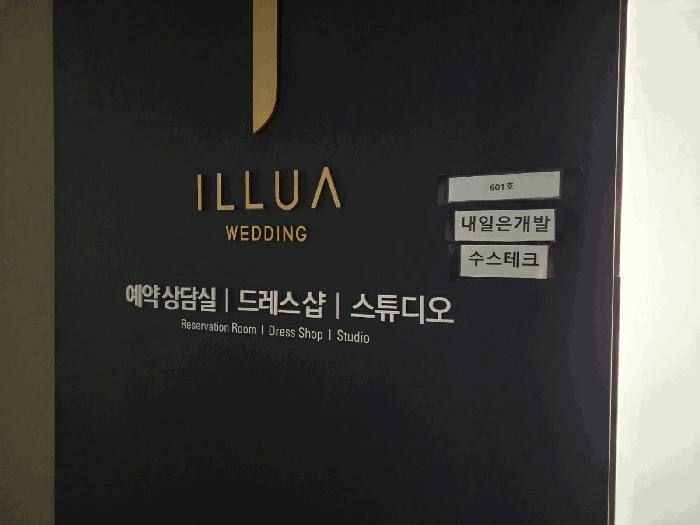 ILLUA
WEDDING
예약상담실 | 드레스샵 | 스튜디오
Reservation Room | Dress Shop | Studio
601호
내일은개발
수스테크